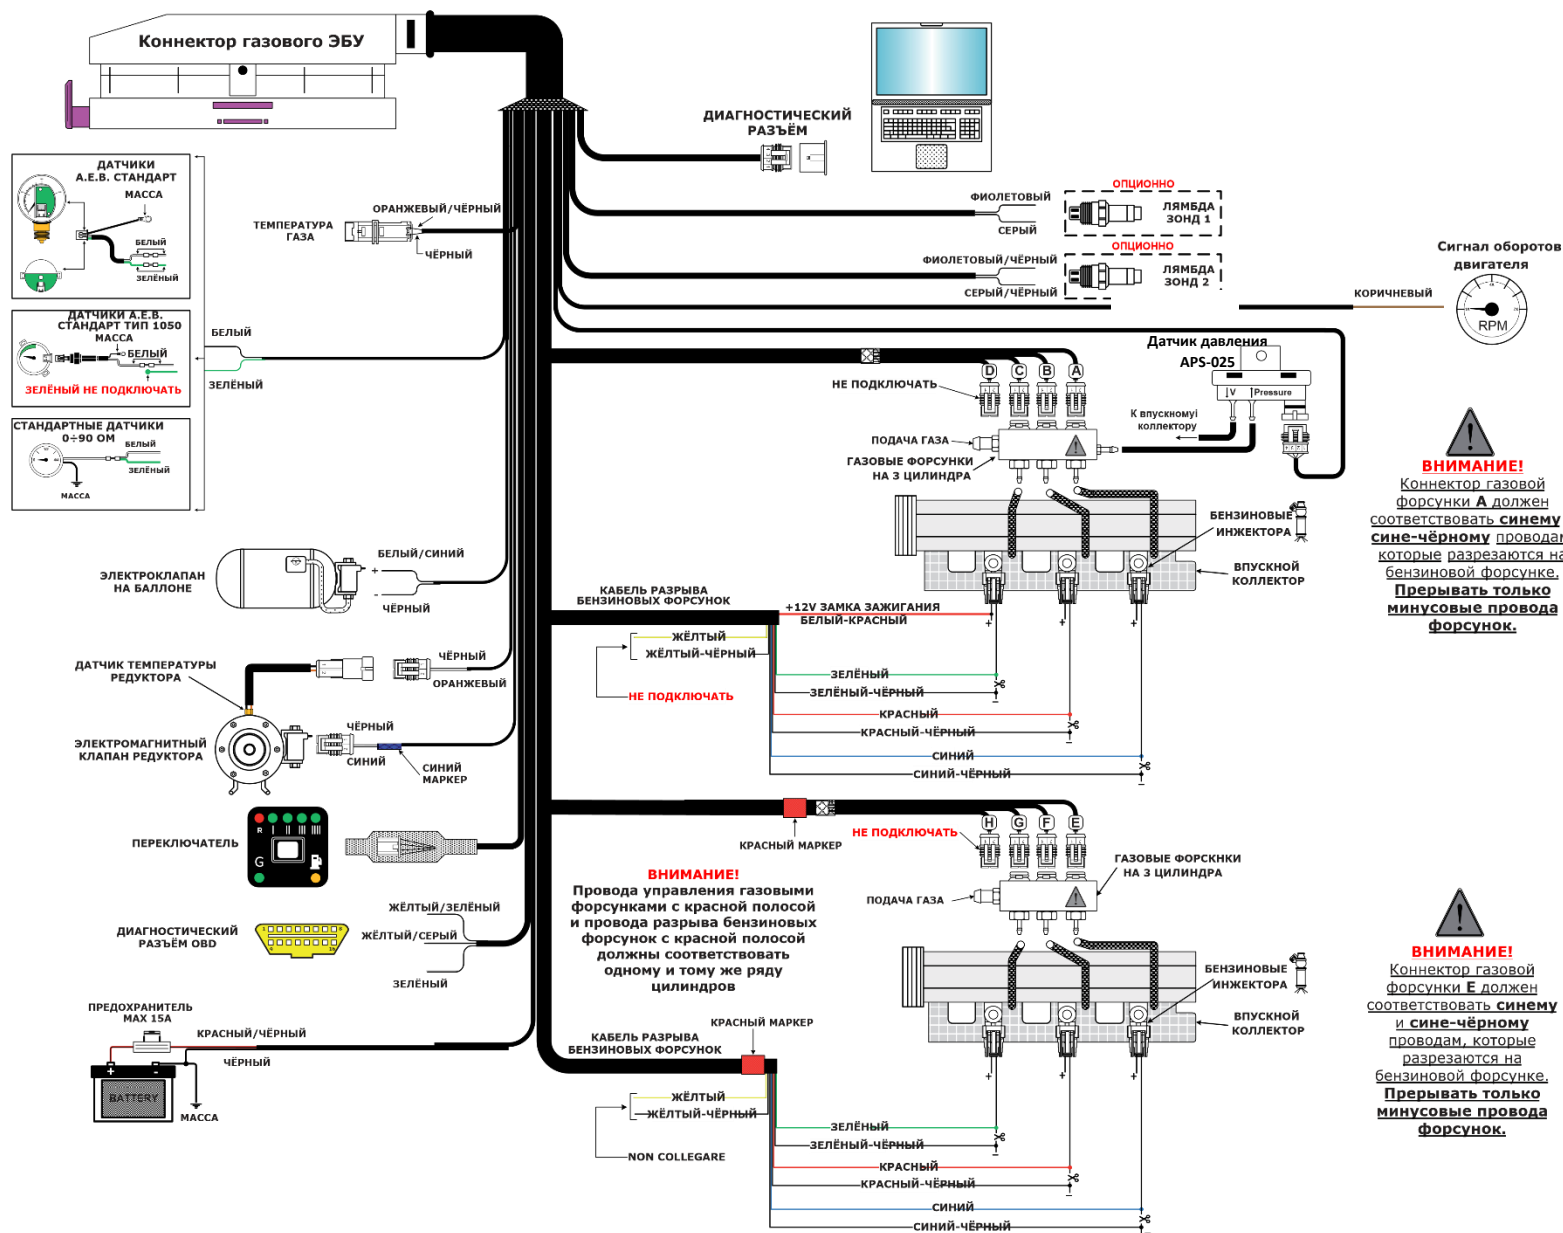 Коннектор газового ЭБУ
ДИАГНОСТИЧЕСКИЙ
РАЗЪЁМ
ДАТЧИКИ
A.E.B. СТАНДАРТ
МАССА
БЕЛЫЙ
ЗЕЛЁНЫЙ
ДАТЧИКИ A.E.B.
СТАНДАРТ ТИП 1050
МАССА
БЕЛЫЙ
ЗЕЛЁНЫЙ НЕ ПОДКЛЮЧАТЬ
СТАНДАРТНЫЕ ДАТЧИКИ
0÷90 ОМ
БЕЛЫЙ
ЗЕЛЁНЫЙ
МАССА
ТЕМПЕРАТУРА
ГАЗА
ОРАНЖЕВЫЙ/ЧЁРНЫЙ
ЧЁРНЫЙ
БЕЛЫЙ
ЗЕЛЁНЫЙ
ФИОЛЕТОВЫЙ
СЕРЫЙ
ОПЦИОННО
ЛЯМБДА
ЗОНД 1
ФИОЛЕТОВЫЙ/ЧЁРНЫЙ
СЕРЫЙ/ЧЁРНЫЙ
ОПЦИОННО
ЛЯМБДА
ЗОНД 2
КОРИЧНЕВЫЙ
Сигнал оборотов
двигателя
RPM
Датчик давления
APS-025
V
Pressure
К впускномуi
коллектору
D
C
B
A
НЕ ПОДКЛЮЧАТЬ
ПОДАЧА ГАЗА
ГАЗОВЫЕ ФОРСУНКИ
НА 3 ЦИЛИНДРА
БЕНЗИНОВЫЕ
ИНЖЕКТОРА
ВПУСКНОЙ
КОЛЛЕКТОР
ВНИМАНИЕ!
Коннектор газовой
форсунки A должен
соответствовать синему
сине-чёрному проводам
которые разрезаются на
бензиновой форсунке.
Прерывать только
минусовые провода
форсунок.
ЭЛЕКТРОКЛАПАН
НА БАЛЛОНЕ
БЕЛЫЙ/СИНИЙ
+
-
ЧЁРНЫЙ
КАБЕЛЬ РАЗРЫВА
БЕНЗИНОВЫХ ФОРСУНОК
+12V ЗАМКА ЗАЖИГАНИЯ
БЕЛЫЙ-КРАСНЫЙ
+
+
+
ЖЁЛТЫЙ
ЖЁЛТЫЙ-ЧЁРНЫЙ
НЕ ПОДКЛЮЧАТЬ
ЗЕЛЁНЫЙ
ЗЕЛЁНЫЙ-ЧЁРНЫЙ
–
КРАСНЫЙ
КРАСНЫЙ-ЧЁРНЫЙ
–
СИНИЙ
СИНИЙ-ЧЁРНЫЙ
–
ДАТЧИК ТЕМПЕРАТУРЫ
РЕДУКТОРА
ЧЁРНЫЙ
ОРАНЖЕВЫЙ
ЭЛЕКТРОМАГНИТНЫЙ
КЛАПАН РЕДУКТОРА
ЧЁРНЫЙ
СИНИЙ
СИНИЙ
МАРКЕР
ПЕРЕКЛЮЧАТЕЛЬ
R I II III IIII
G
КРАСНЫЙ МАРКЕР
H
G
F
E
НЕ ПОДКЛЮЧАТЬ
ПОДАЧА ГАЗА
ГАЗОВЫЕ ФОРСКНКИ
НА 3 ЦИЛИНДРА
ВНИМАНИЕ!
Провода управления газовыми
форсунками с красной полосой
и провода разрыва бензиновых
форсунок с красной полосой
должны соответствовать
одному и тому же ряду
цилиндров
БЕНЗИНОВЫЕ
ИНЖЕКТОРА
ВПУСКНОЙ
КОЛЛЕКТОР
ВНИМАНИЕ!
Коннектор газовой
форсунки E должен
соответствовать синему
и сине-чёрному
проводам, которые
разрезаются на
бензиновой форсунке.
Прерывать только
минусовые провода
форсунок.
ДИАГНОСТИЧЕСКИЙ
РАЗЪЁМ OBD
ЖЁЛТЫЙ/ЗЕЛЁНЫЙ
ЖЁЛТЫЙ/СЕРЫЙ
ЗЕЛЁНЫЙ
1
8
9
16
ПРЕДОХРАНИТЕЛЬ
MAX 15A
КРАСНЫЙ/ЧЁРНЫЙ
ЧЁРНЫЙ
+
-
BATTERY
МАССА
КРАСНЫЙ МАРКЕР
КАБЕЛЬ РАЗРЫВА
БЕНЗИНОВЫХ ФОРСУНОК
+
+
+
ЖЁЛТЫЙ
ЖЁЛТЫЙ-ЧЁРНЫЙ
NON COLLEGARE
ЗЕЛЁНЫЙ
ЗЕЛЁНЫЙ-ЧЁРНЫЙ
–
КРАСНЫЙ
КРАСНЫЙ-ЧЁРНЫЙ
–
СИНИЙ
СИНИЙ-ЧЁРНЫЙ
–